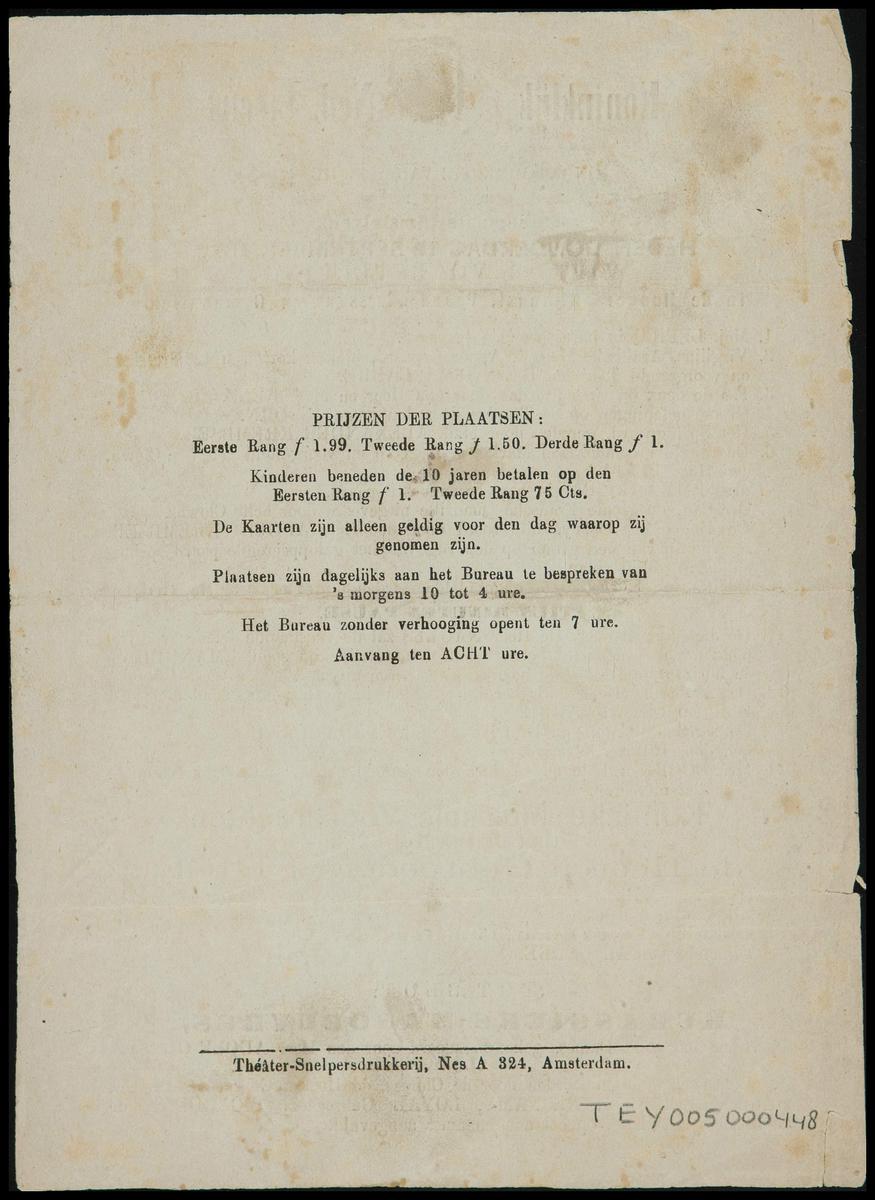 PRIJZEN DER PLAATSEN:
Eerste Rang f 1.99. Tweede Rang f 1.50. Derde Rang f 1.
Kinderen beneden de 10 jaren betalen op den
Eersten Rang f 1. Tweede Rang 75 Cts.
De Kaarten zijn alleen geldig voor den dag waarop zij
genomen zijn.
Plaatsen zijn dagelijks aan het Bureau te bespreken van
's morgens 10 tot 4 ure.
Het Bureau zonder verhooging opent ten 7 ure.
Aanvang ten ACHT ure.
Théâter-Snelpersdrukkerij, Nes A 324, Amsterdam.
TEY005000448